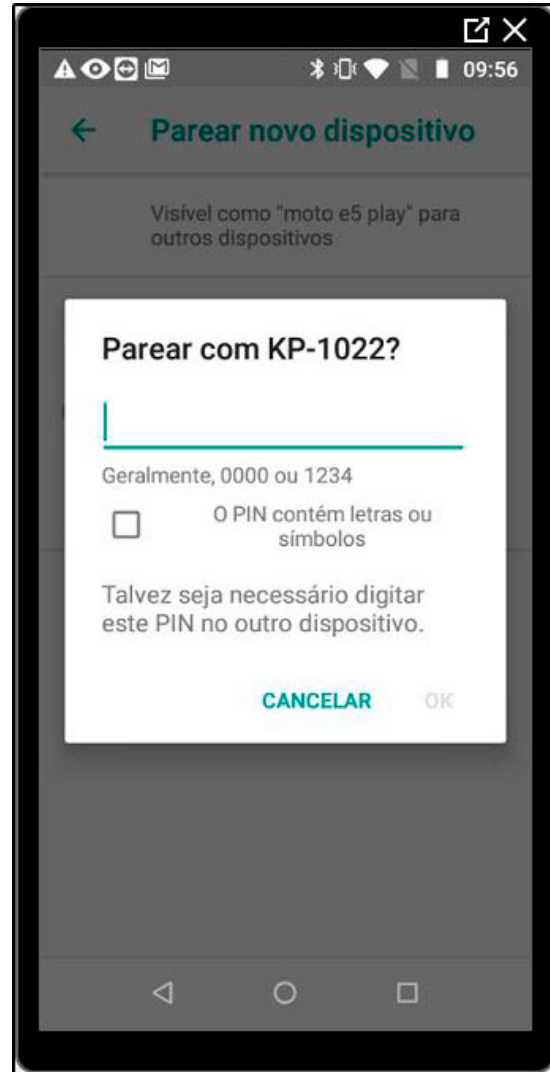 09:56
Parear novo dispositivo
Visível como "moto e5 play" para
outros dispositivos
Parear com KP-1022?
Geralmente, 0000 ou 1234
O PIN contém letras ou
símbolos
Talvez seja necessário digitar
este PIN no outro dispositivo.
CANCELAR OK